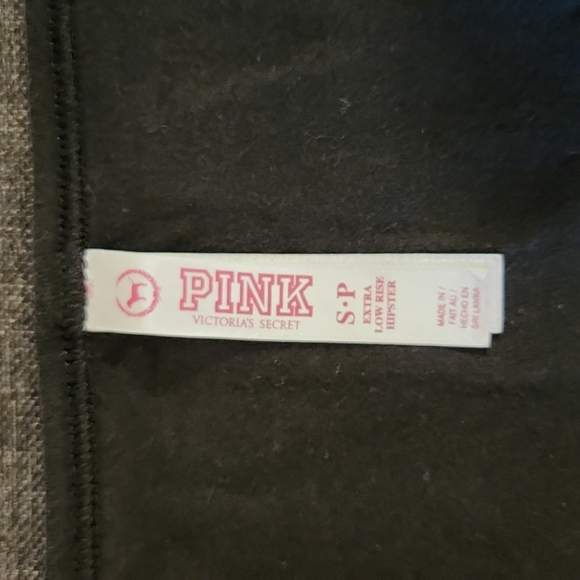 PINK
VICTORIA'S SECRET
S•P
EXTRA
LOW RISE
HIPSTER
MADE IN /
FAIT AU /
HECHO EN
SRI LANKA